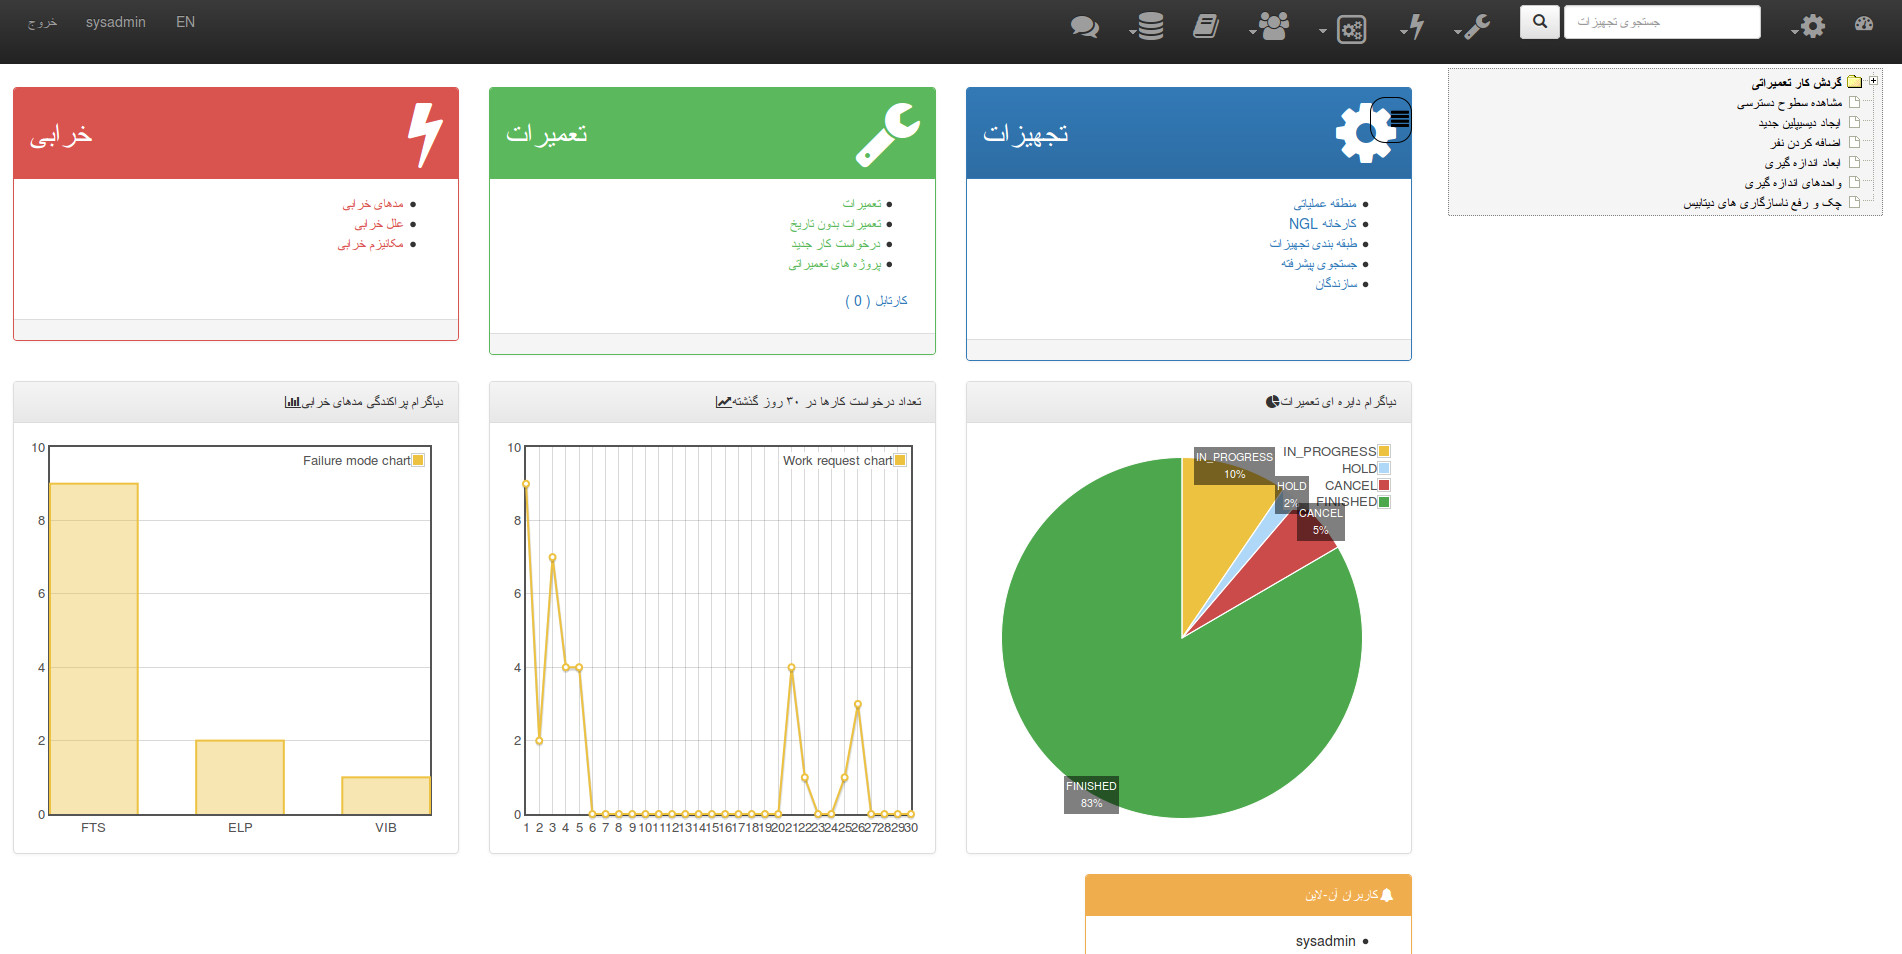 جستجوی تجهیزات
EN
sysadmin
خروج
گردش کار تعمیراتی
مشاهده سطوح دسترسی
ایجاد دیسیپلین جدید
اضافه کردن نفر
ابعاد اندازه گیری
واحدهای اندازه گیری
چک و رفع ناسازگاری های دیتابیس
تجهیزات
منطقه عملیاتی
کارخانه NGL
طبقه بندی تجهیزات
جستجوی پیشرفته
سازندگان
تعمیرات
تعمیرات
تعمیرات بدون تاریخ
درخواست کار جدید
پروژه های تعمیراتی
کارتابل ( 0 )
خرابی
مدهای خرابی
علل خرابی
مکانیزم خرابی
دیاگرام دایره ای تعمیرات
IN_PROGRESS
HOLD
CANCEL
FINISHED
IN_PROGRESS
10%
HOLD
2%
CANCEL
5%
FINISHED
83%
تعداد درخواست کارها در ۳۰ روز گذشته
Work request chart
10
8
6
4
2
0
1 2 3 4 5 6 7 8 9 10 11 12 13 14 15 16 17 18 19 20 21 22 23 24 25 26 27 28 29 30
دیاگرام پراکندگی مدهای خرابی
Failure mode chart
10
8
6
4
2
0
FTS ELP VIB
کاربران آن-لاین
sysadmin